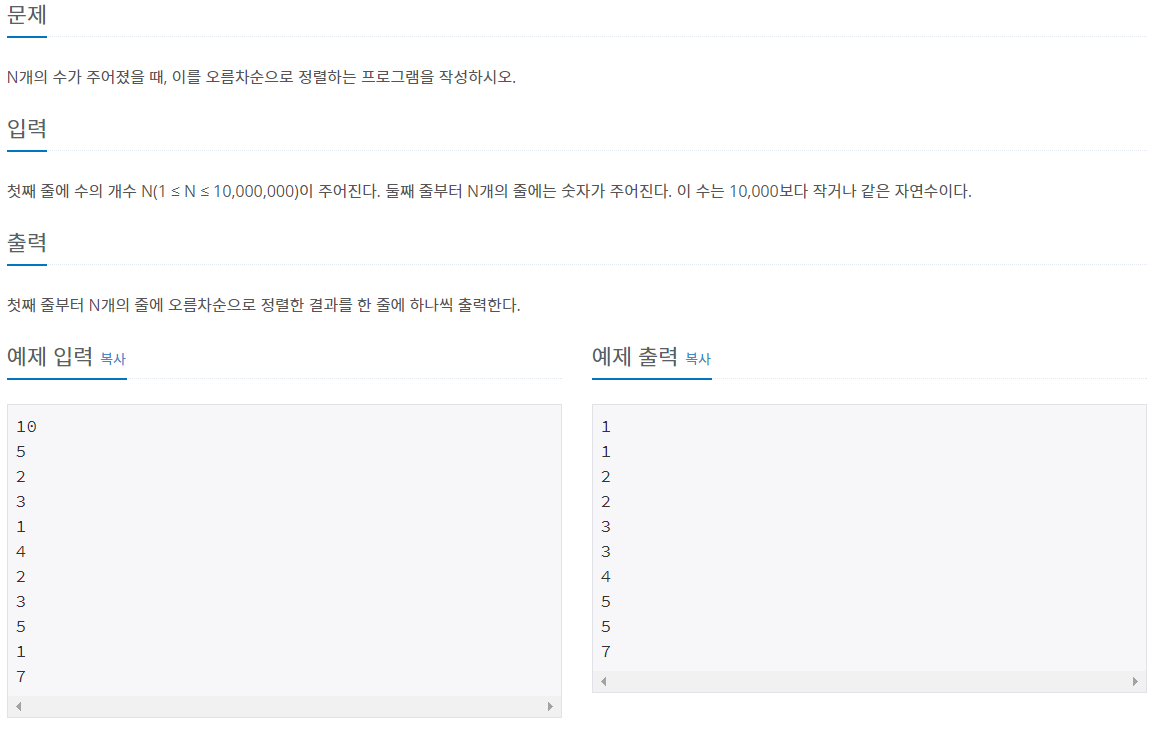 문제
N개의 수가 주어졌을 때, 이를 오름차순으로 정렬하는 프로그램을 작성하시오.
입력
첫째 줄에 수의 개수 N(1 ≤ N ≤ 10,000,000)이 주어진다. 둘째 줄부터 N개의 줄에는 숫자가 주어진다. 이 수는 10,000보다 작거나 같은 자연수이다.
출력
첫째 줄부터 N개의 줄에 오름차순으로 정렬한 결과를 한 줄에 하나씩 출력한다.
예제 입력 복사
10
5
2
3
1
4
2
3
5
1
7
예제 출력 복사
1
1
2
2
3
3
4
5
5
7